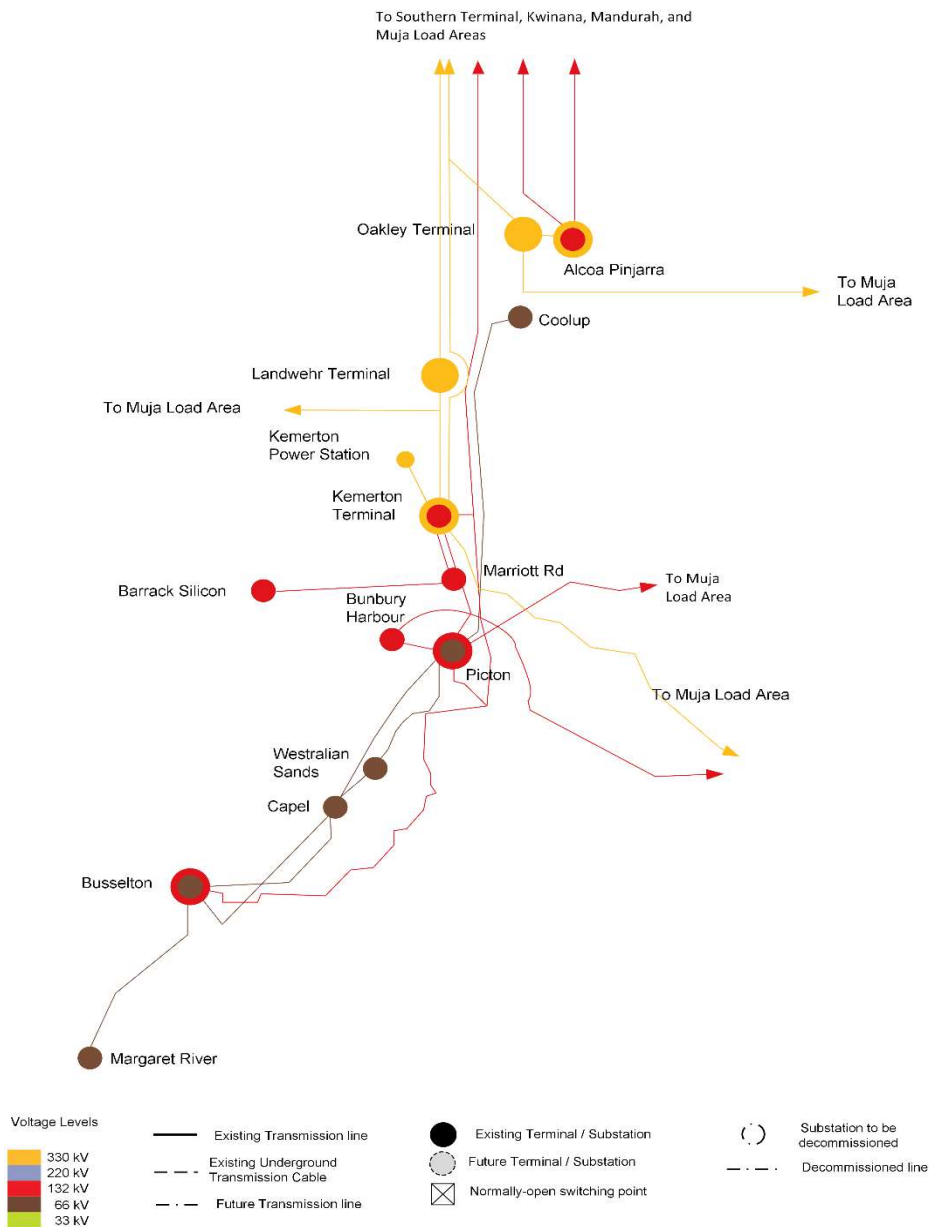 To Southern Terminal, Kwinana, Mandurah, and
Muja Load Areas
Oakley Terminal
Alcoa Pinjarra
To Muja
Load Area
Coolup
Landwehr Terminal
To Muja Load Area
Kemerton
Power Station
Kemerton
Terminal
Marriott Rd
Barrack Silicon
Bunbury
Harbour
To Muja
Load Area
Picton
To Muja Load Area
Westralian
Sands
Capel
Busselton
Margaret River
Voltage Levels
330 kV
220 kV
132 kV
66 kV
33 kV
Existing Transmission line
Existing Underground
Transmission Cable
Future Transmission line
Existing Terminal / Substation
Future Terminal / Substation
Normally-open switching point
Substation to be
decommissioned
Decommissioned line